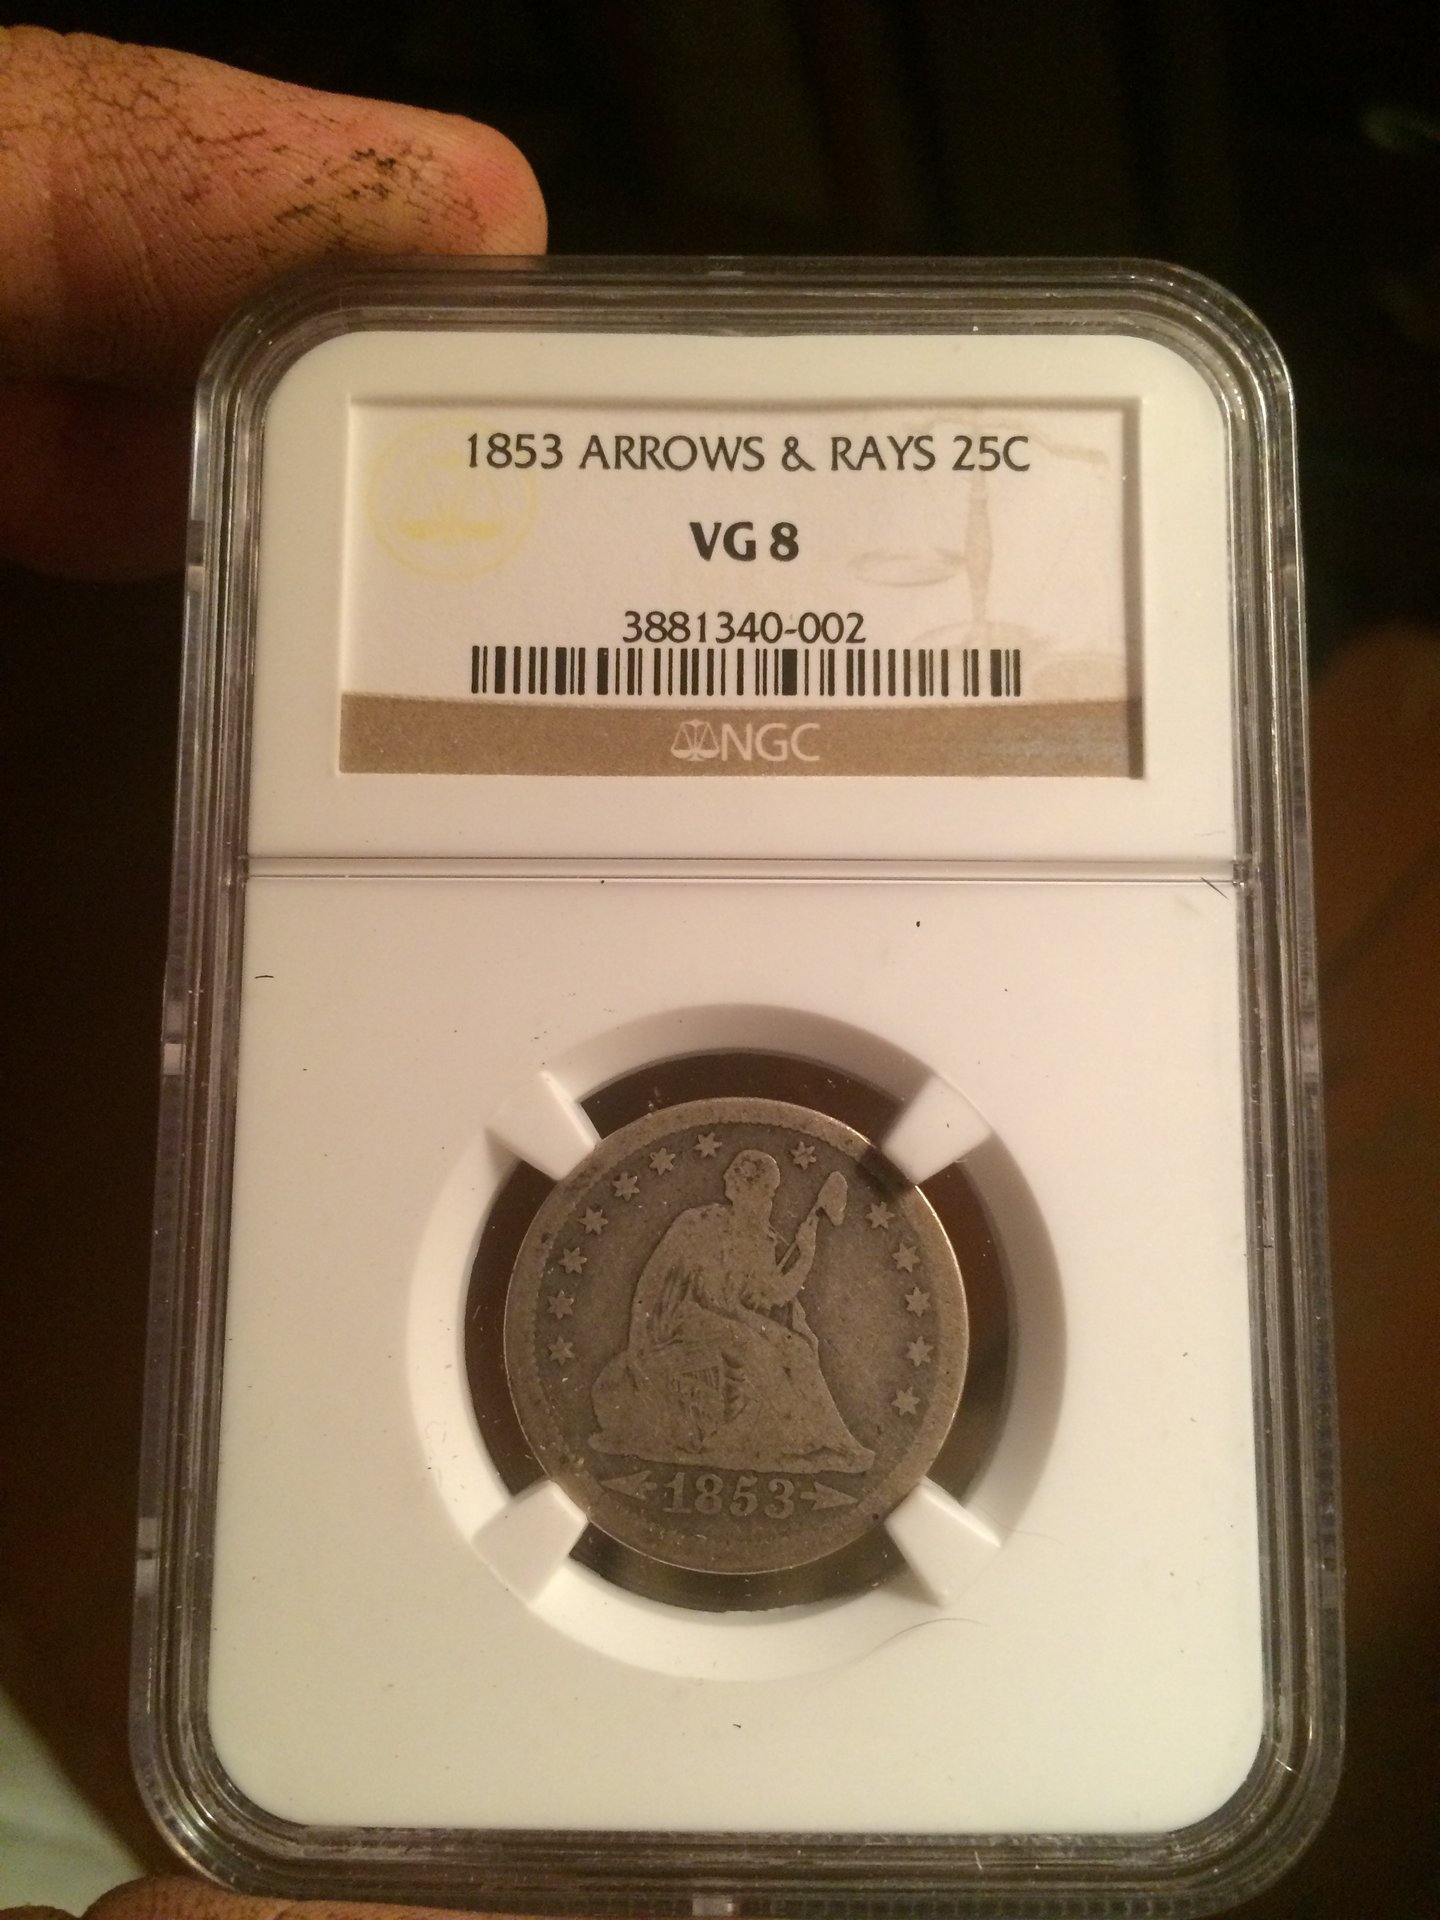 1853 ARROWS & RAYS 25C
VG 8
3881340-002
NGC
1853